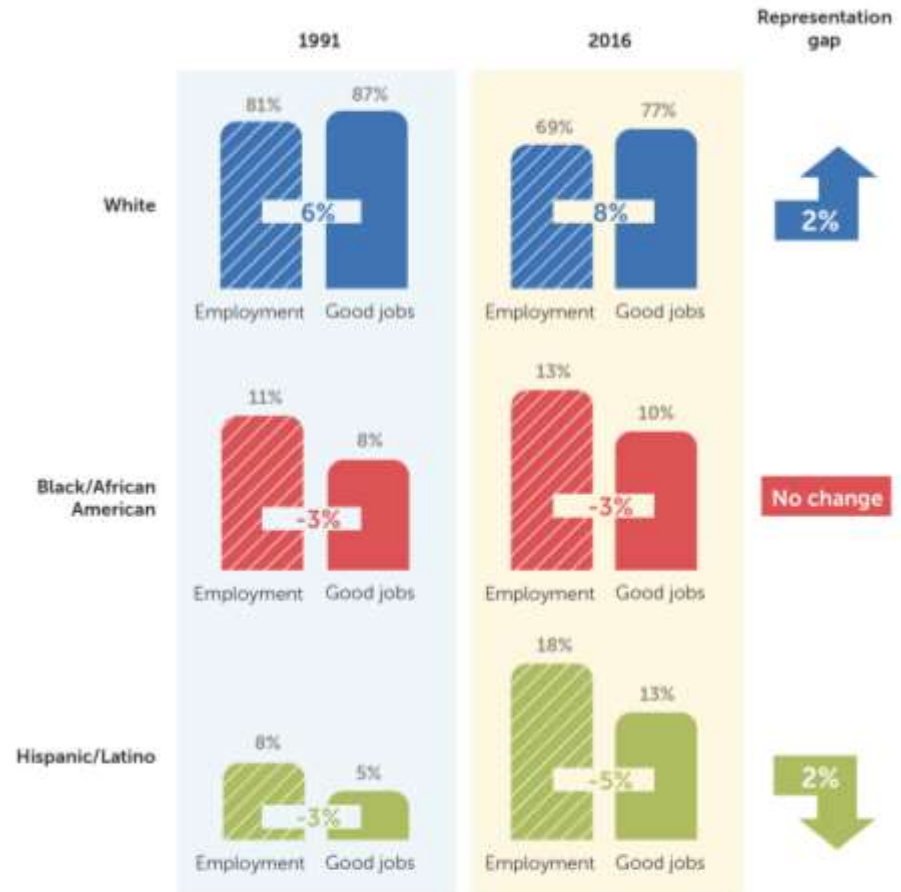 Representation
gap
1991
2016
81%
87%
69%
77%
White
6%
8%
2%
Employment
Good jobs
Employment
Good jobs
11%
8%
13%
10%
Black/African
American
-3%
-3%
No change
Employment
Good jobs
Employment
Good jobs
8%
5%
18%
13%
Hispanic/Latino
-3%
-5%
2%
Employment
Good jobs
Employment
Good jobs